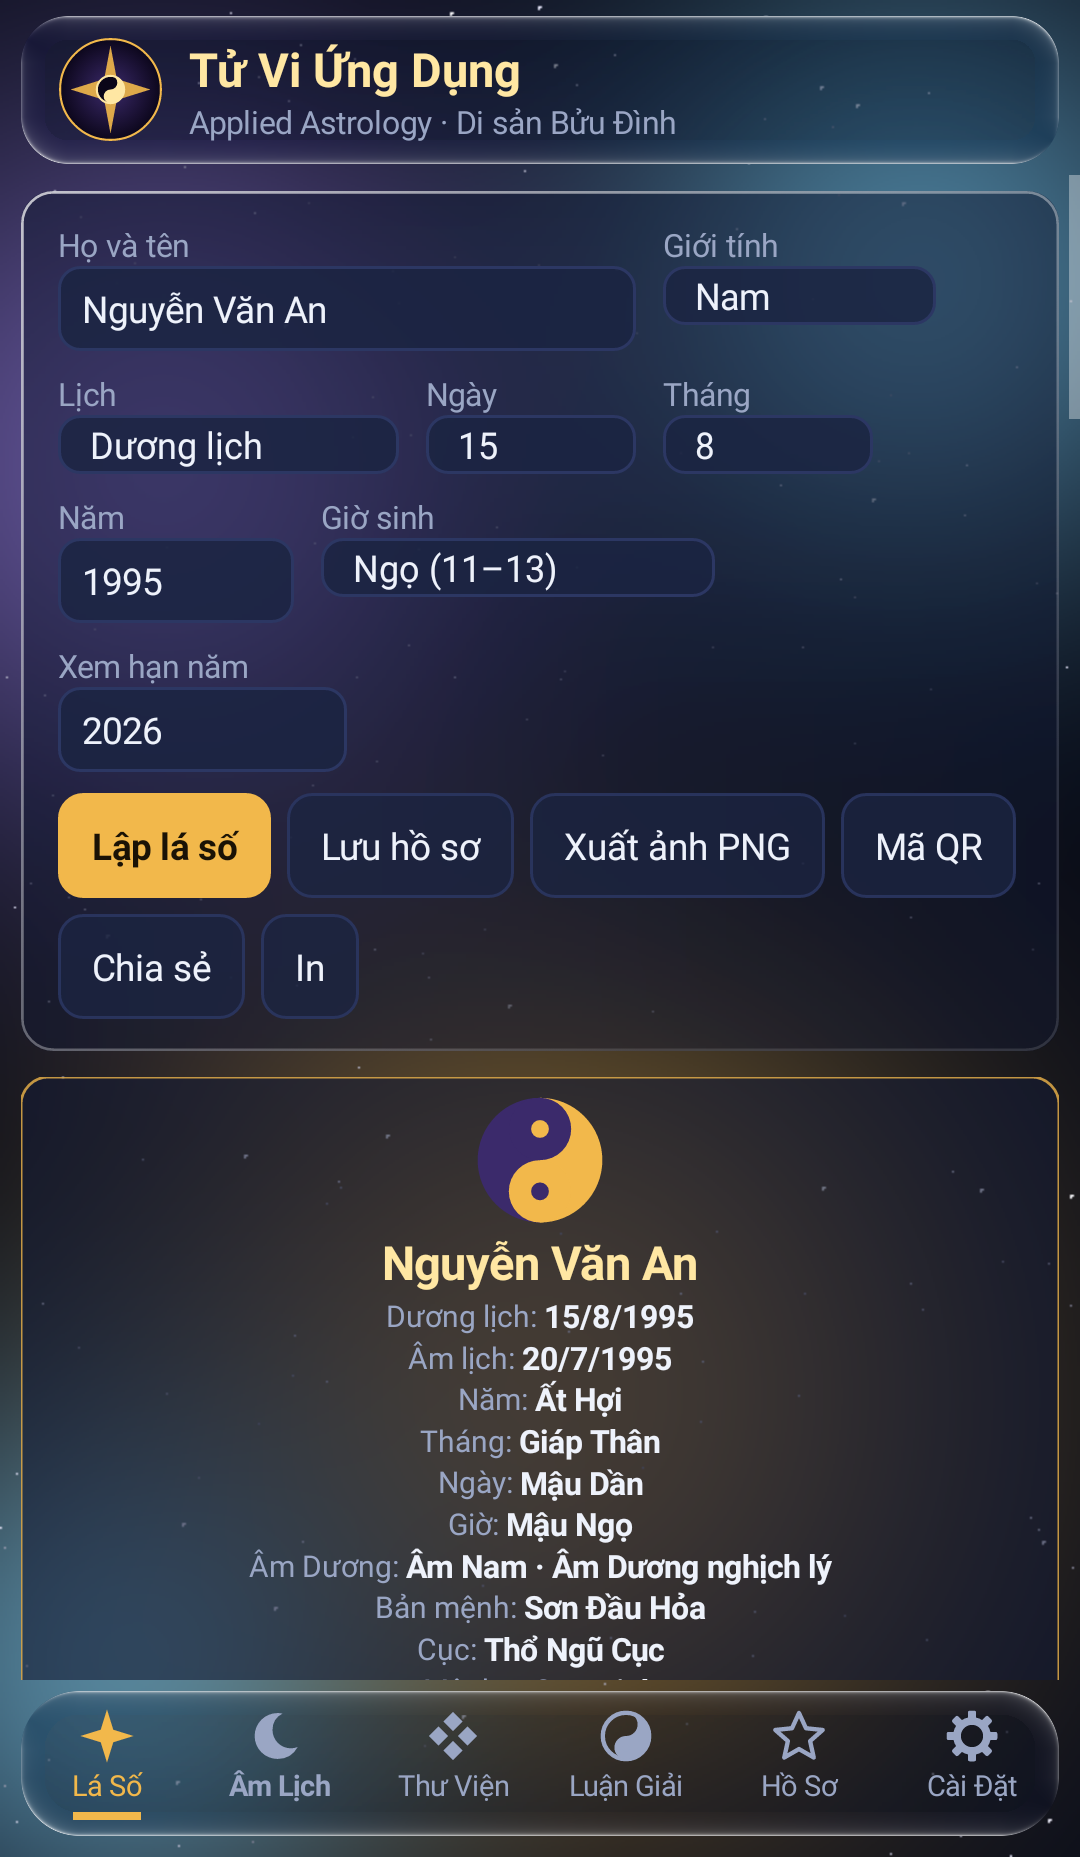 Tử Vi Ứng Dụng
Applied Astrology · Di sản Bửu Đình
Họ và tên
Giới tính
Nguyễn Văn An
Nam
Lịch
Ngày
Tháng
Dương lịch
15
8
Năm
Giờ sinh
1995
Ngọ (11–13)
Xem hạn năm
2026
Lập lá số
Lưu hồ sơ
Xuất ảnh PNG
Mã QR
Chia sẻ
In
Nguyễn Văn An
Dương lịch: 15/8/1995
Âm lịch: 20/7/1995
Năm: Ất Hợi
Tháng: Giáp Thân
Ngày: Mậu Dần
Giờ: Mậu Ngọ
Âm Dương: Âm Nam · Âm Dương nghịch lý
Bản mệnh: Sơn Đầu Hỏa
Cục: Thổ Ngũ Cục
Lá Số
Âm Lịch
Thư Viện
Luận Giải
Hồ Sơ
Cài Đặt